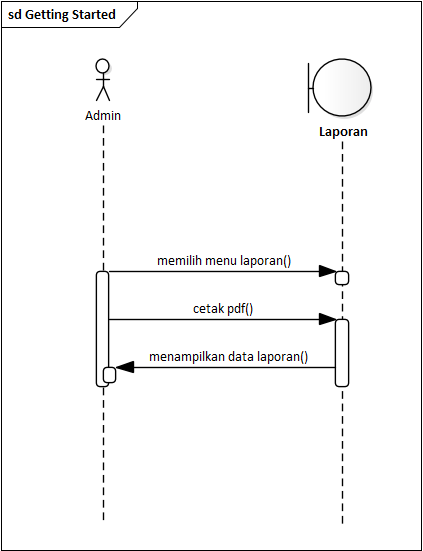 sd Getting Started
Admin
Laporan
memilih menu laporan()
cetak pdf()
menampilkan data laporan()